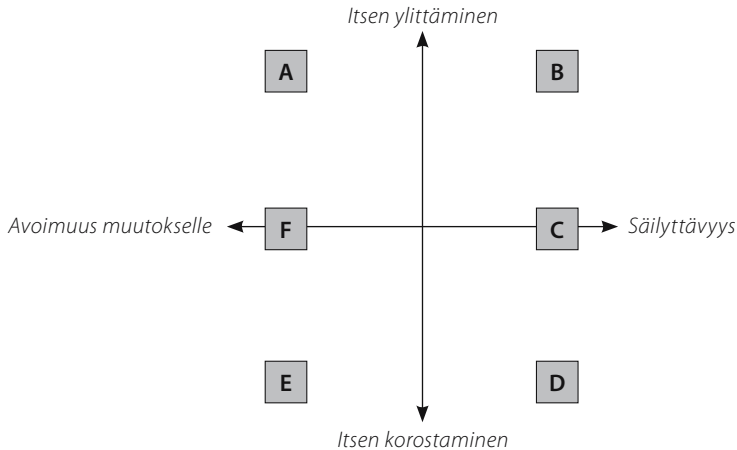 Itsen ylittäminen
A
B
Avoimuus muutokselle
F
C
Säilyttävyys
E
D
Itsen korostaminen